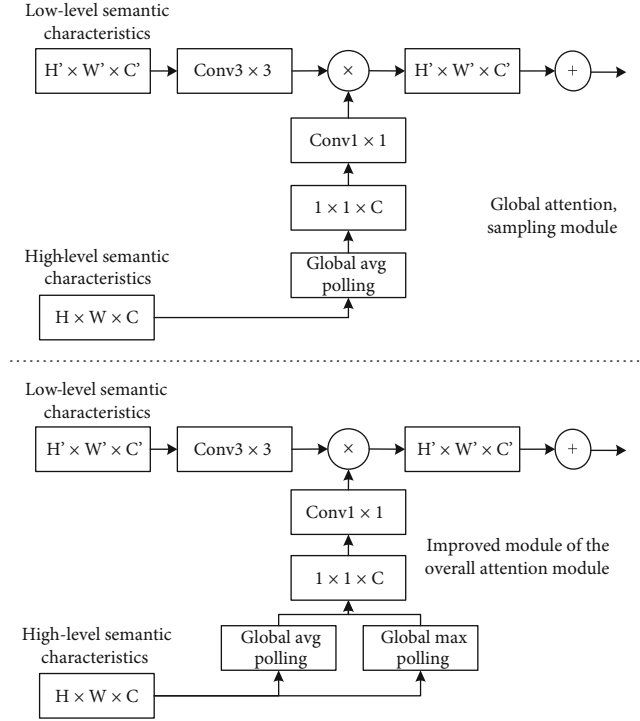 Low-level semantic
characteristics
H’ × W’ × C’
Conv3 × 3
×
H’ × W’ × C’
+
Conv1 × 1
1 × 1 × C
Global attention,
sampling module
High-level semantic
characteristics
Global avg
polling
H × W × C
Low-level semantic
characteristics
H’ × W’ × C’
Conv3 × 3
×
H’ × W’ × C’
+
Conv1 × 1
Improved module of the
overall attention module
1 × 1 × C
High-level semantic
characteristics
Global avg
polling
Global max
polling
H × W × C